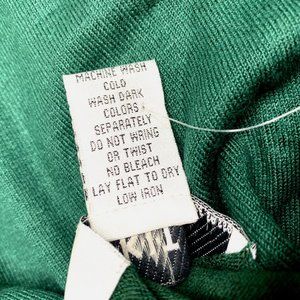 MACHINE WASH
COLD
WASH DARK
COLORS
SEPARATELY
DO NOT WRING
OR TWIST
NO BLEACH
LAY FLAT TO DRY
LOW IRON